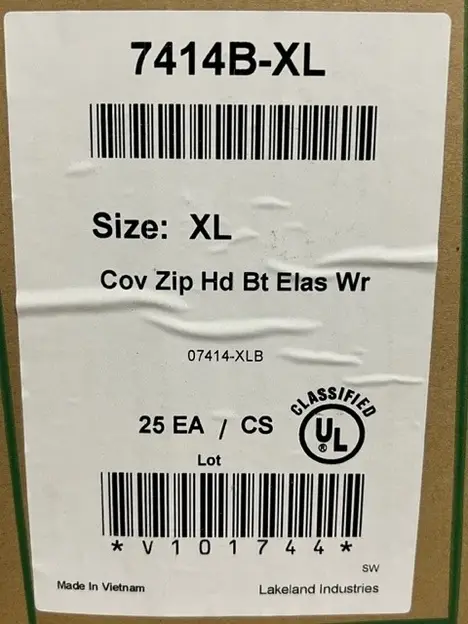 7414B-XL
Size: XL
Cov Zip Hd Bt Elas Wr
07414-XLB
25 EA / CS
CLASSIFIED
UL
®
Lot
*V101744*
SW
Made In Vietnam
Lakeland Industries